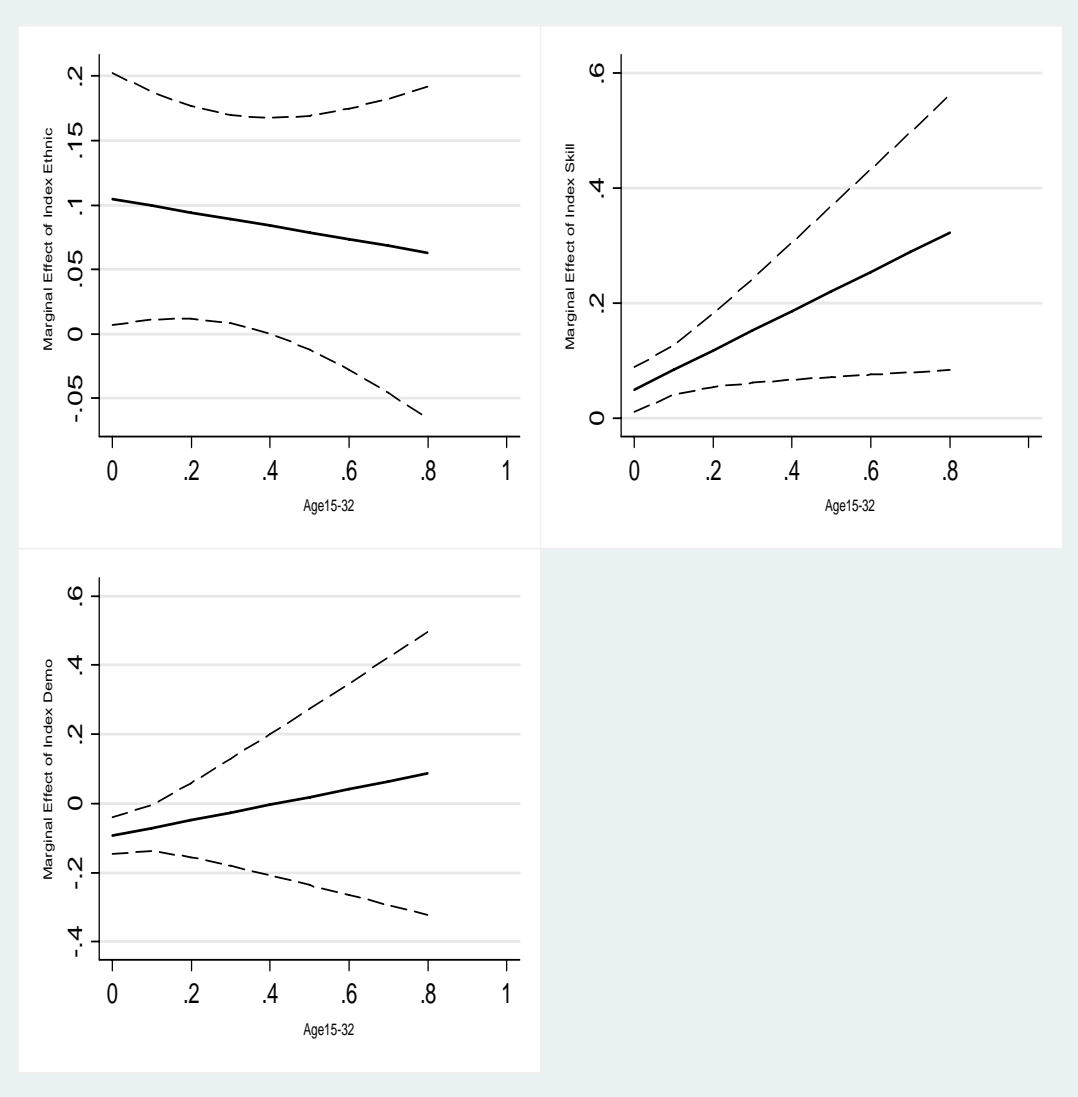 Marginal Effect of Index Ethnic
.2
.15
.1
.05
0
-.05
0 .2 .4 .6 .8 1
Age15-32
Marginal Effect of Index Skill
.6
.4
.2
0
0 .2 .4 .6 .8
Age15-32
Marginal Effect of Index Demo
.6
.4
.2
0
-.2
-.4
0 .2 .4 .6 .8 1
Age15-32